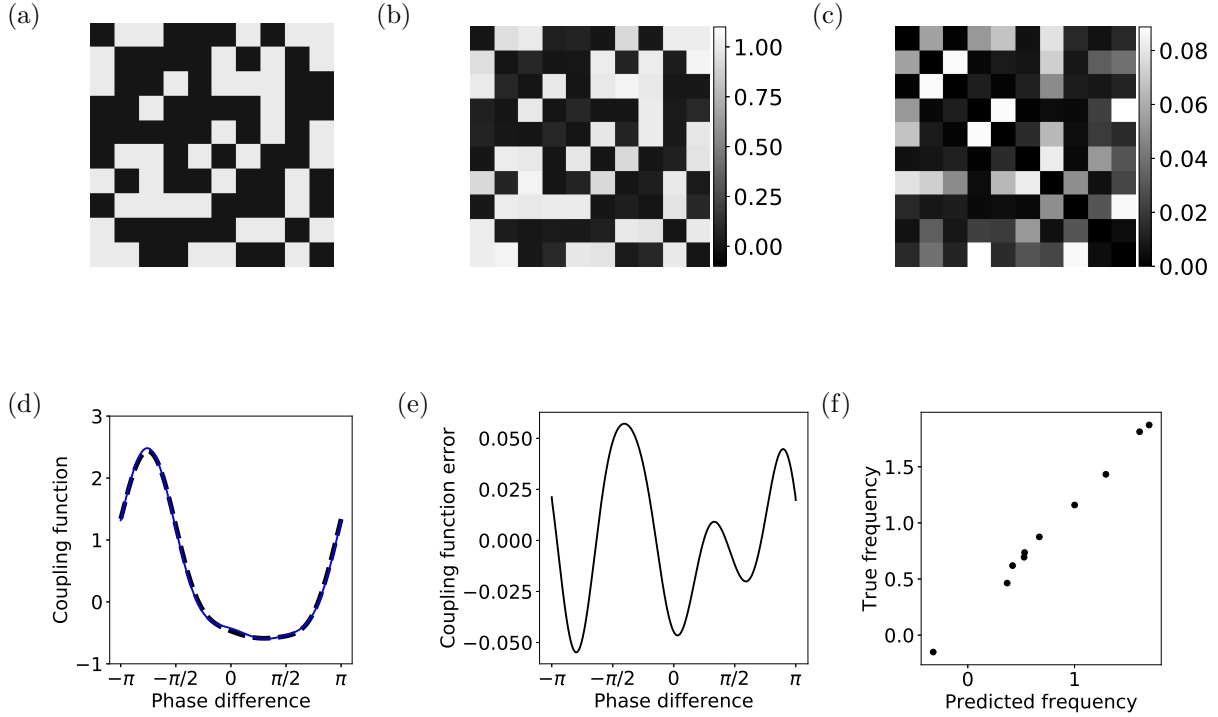 (a)
(b)
(c)
1.00
0.75
0.50
0.25
0.00
0.08
0.06
0.04
0.02
0.00
(d)
(e)
(f)
Coupling function
3
2
1
0
−1
−π
−π/2
0
π/2
π
Phase difference
Coupling function error
0.050
0.025
0.000
−0.025
−0.050
−π
−π/2
0
π/2
π
Phase difference
True frequency
1.5
1.0
0.5
0.0
0
1
Predicted frequency